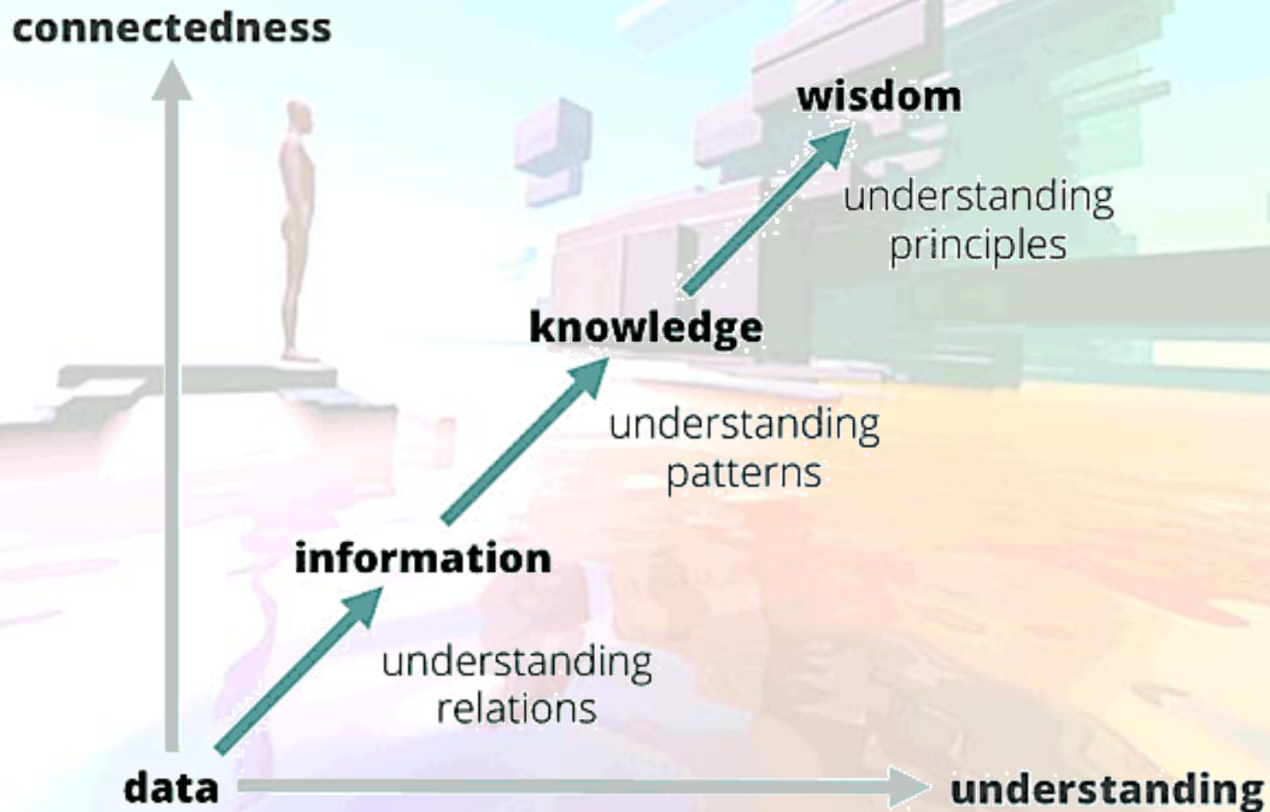 connectedness
wisdom
understanding
principles
knowledge
understanding
patterns
information
understanding
relations
data
understanding